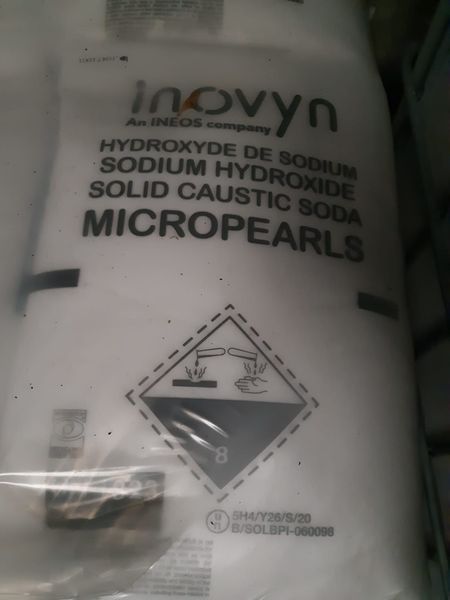 inovyn
An INEOS company
HYDROXYDE DE SODIUM
SODIUM HYDROXIDE
SOLID CAUSTIC SODA
MICROPEARLS
8
5H4/Y26/S/20
B/SOLBPI-060098